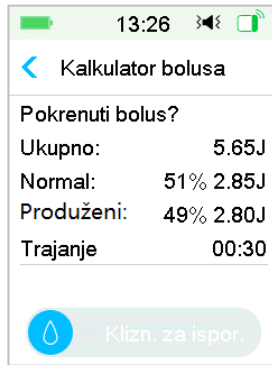 13:26
Kalkulator bolusa
Pokrenuti bolus?
Ukupno: 5.65J
Normal: 51% 2.85J
Produženi: 49% 2.80J
Trajanje 00:30
Klizn. za ispor.